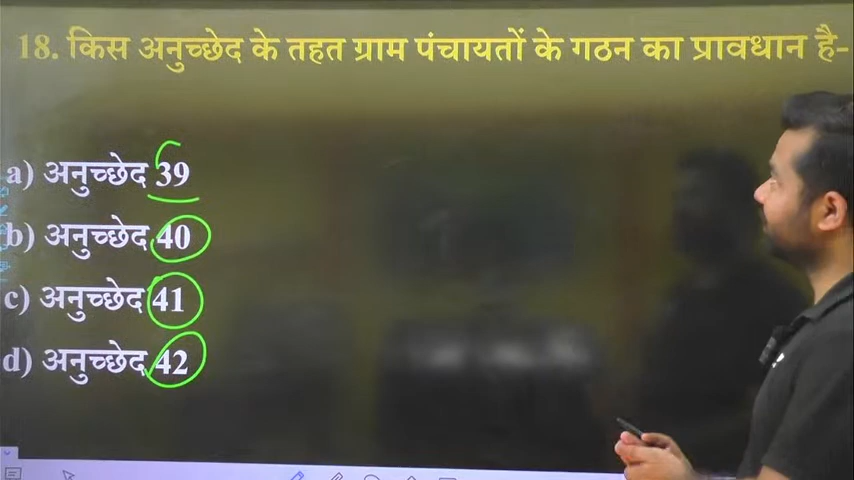 18. किस अनुच्छेद के तहत ग्राम पंचायतों के गठन का प्रावधान है-
a) अनुच्छेद 39
b) अनुच्छेद 40
c) अनुच्छेद 41
d) अनुच्छेद 42